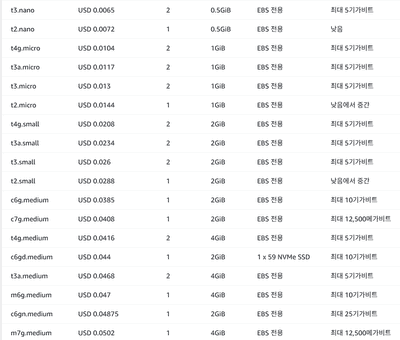 t3.nano USD 0.0065 2 0.5GiB EBS 전용 최대 5기가비트
t2.nano USD 0.0072 1 0.5GiB EBS 전용 낮음
t4g.micro USD 0.0104 2 1GiB EBS 전용 최대 5기가비트
t3a.micro USD 0.0117 2 1GiB EBS 전용 최대 5기가비트
t3.micro USD 0.013 2 1GiB EBS 전용 최대 5기가비트
t2.micro USD 0.0144 1 1GiB EBS 전용 낮음에서 중간
t4g.small USD 0.0208 2 2GiB EBS 전용 최대 5기가비트
t3a.small USD 0.0234 2 2GiB EBS 전용 최대 5기가비트
t3.small USD 0.026 2 2GiB EBS 전용 최대 5기가비트
t2.small USD 0.0288 1 2GiB EBS 전용 낮음에서 중간
c6g.medium USD 0.0385 1 2GiB EBS 전용 최대 10기가비트
c7g.medium USD 0.0408 1 2GiB EBS 전용 최대 12,500메가비트
t4g.medium USD 0.0416 2 4GiB EBS 전용 최대 5기가비트
c6gd.medium USD 0.044 1 2GiB 1 x 59 NVMe SSD 최대 10기가비트
t3a.medium USD 0.0468 2 4GiB EBS 전용 최대 5기가비트
m6g.medium USD 0.047 1 4GiB EBS 전용 최대 10기가비트
c6gn.medium USD 0.04875 1 2GiB EBS 전용 최대 25기가비트
m7g.medium USD 0.0502 1 4GiB EBS 전용 최대 12,500메가비트